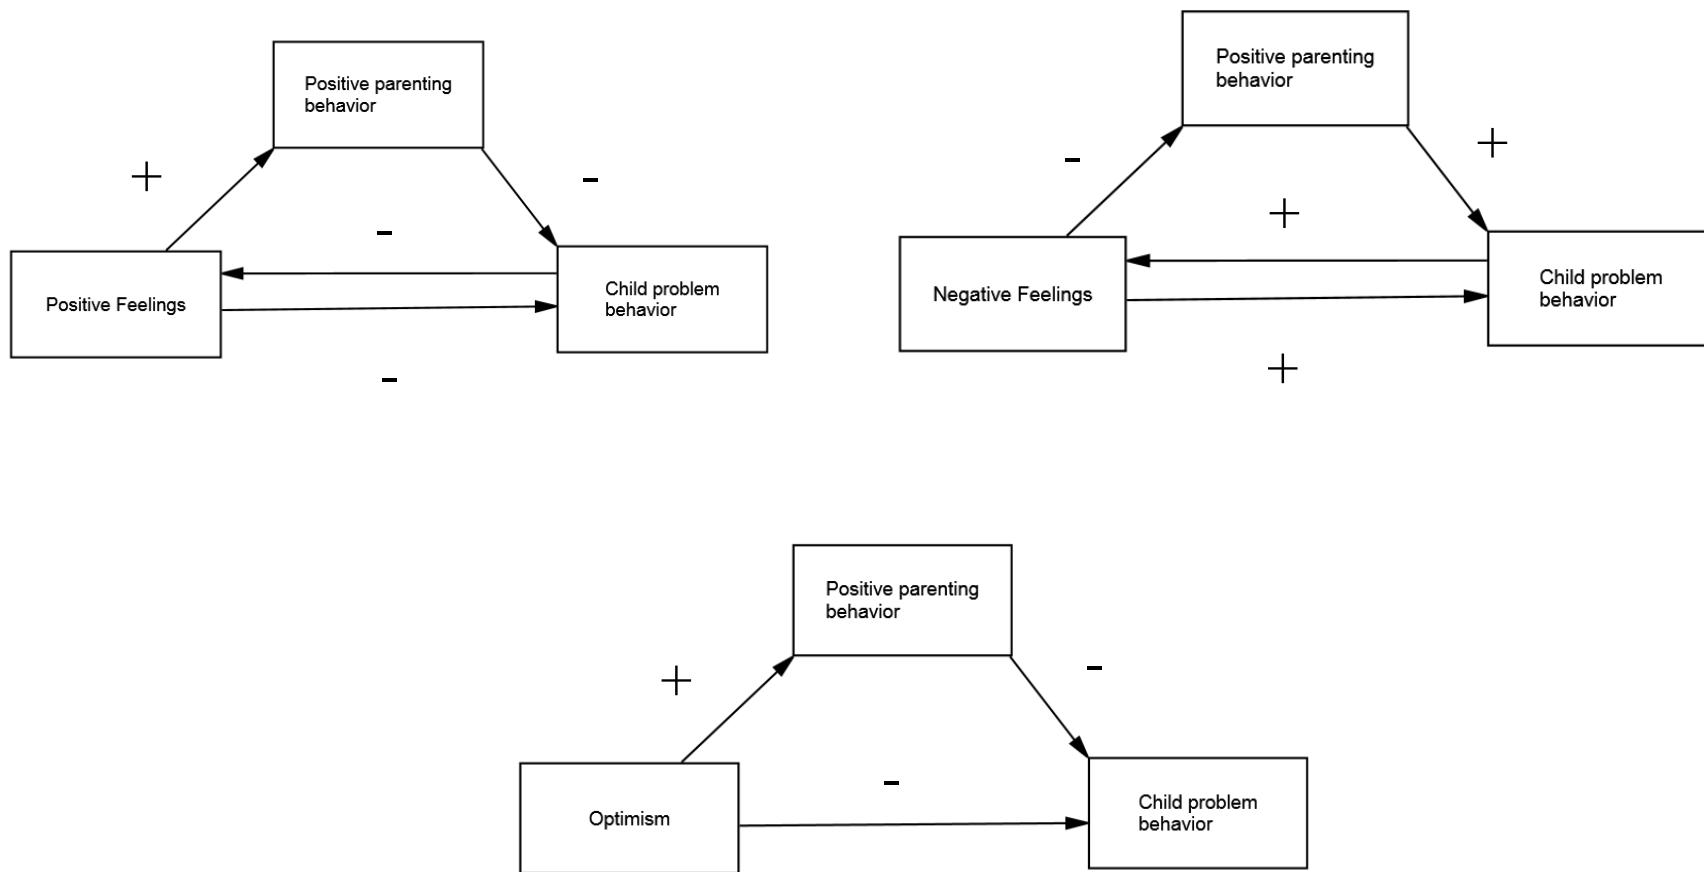 Positive parenting
behavior
+
-
-
Positive Feelings
Child problem
behavior
-
Positive parenting
behavior
-
+
+
Negative Feelings
Child problem
behavior
+
Positive parenting
behavior
+
-
-
Optimism
Child problem
behavior